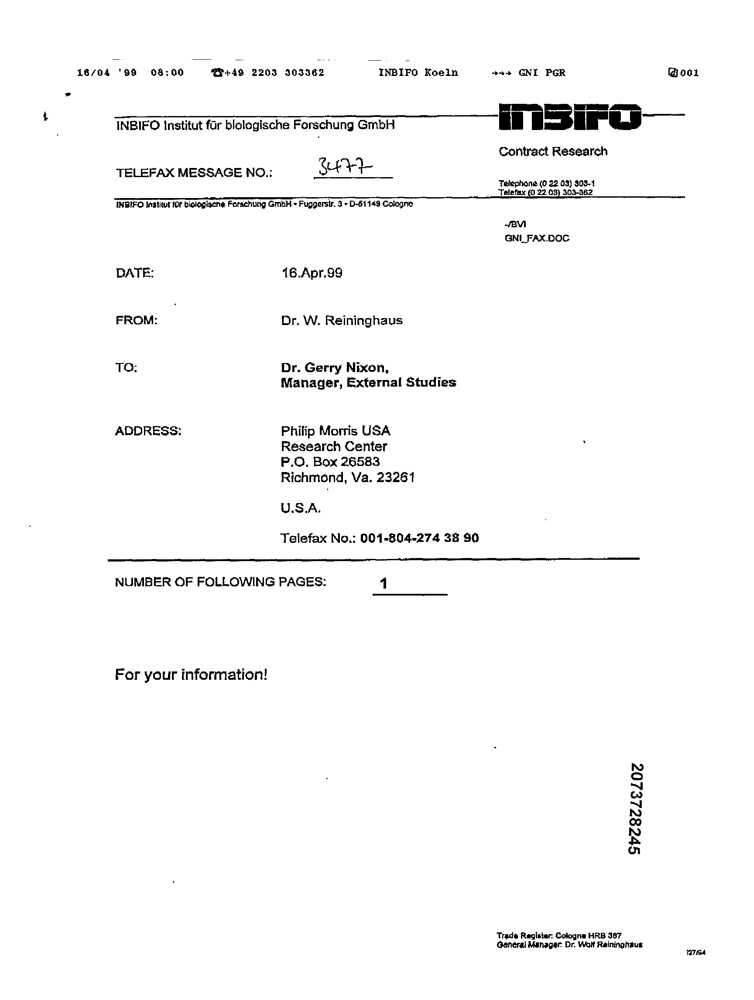 16/04 '99 08:00 ☎+49 2203 303362 INBIFO Koeln →→→ GNI PGR 001
INBIFO Institut für biologische Forschung GmbH
INBIFO
Contract Research
TELEFAX MESSAGE NO.: 3477
Telephone (0 22 03) 303-1
Telefax (0 22 03) 303-362
INBIFO Institut für biologische Forschung GmbH • Fuggerstr. 3 • D-51149 Cologne
-/BVI
GNI_FAX.DOC
DATE: 16.Apr.99
FROM: Dr. W. Reininghaus
TO: Dr. Gerry Nixon,
Manager, External Studies
ADDRESS: Philip Morris USA
Research Center
P.O. Box 26583
Richmond, Va. 23261
U.S.A.
Telefax No.: 001-804-274 38 90
NUMBER OF FOLLOWING PAGES: 1
For your information!
2073728245
Trade Register: Cologne HRB 367
General Manager: Dr. Wolf Reininghaus